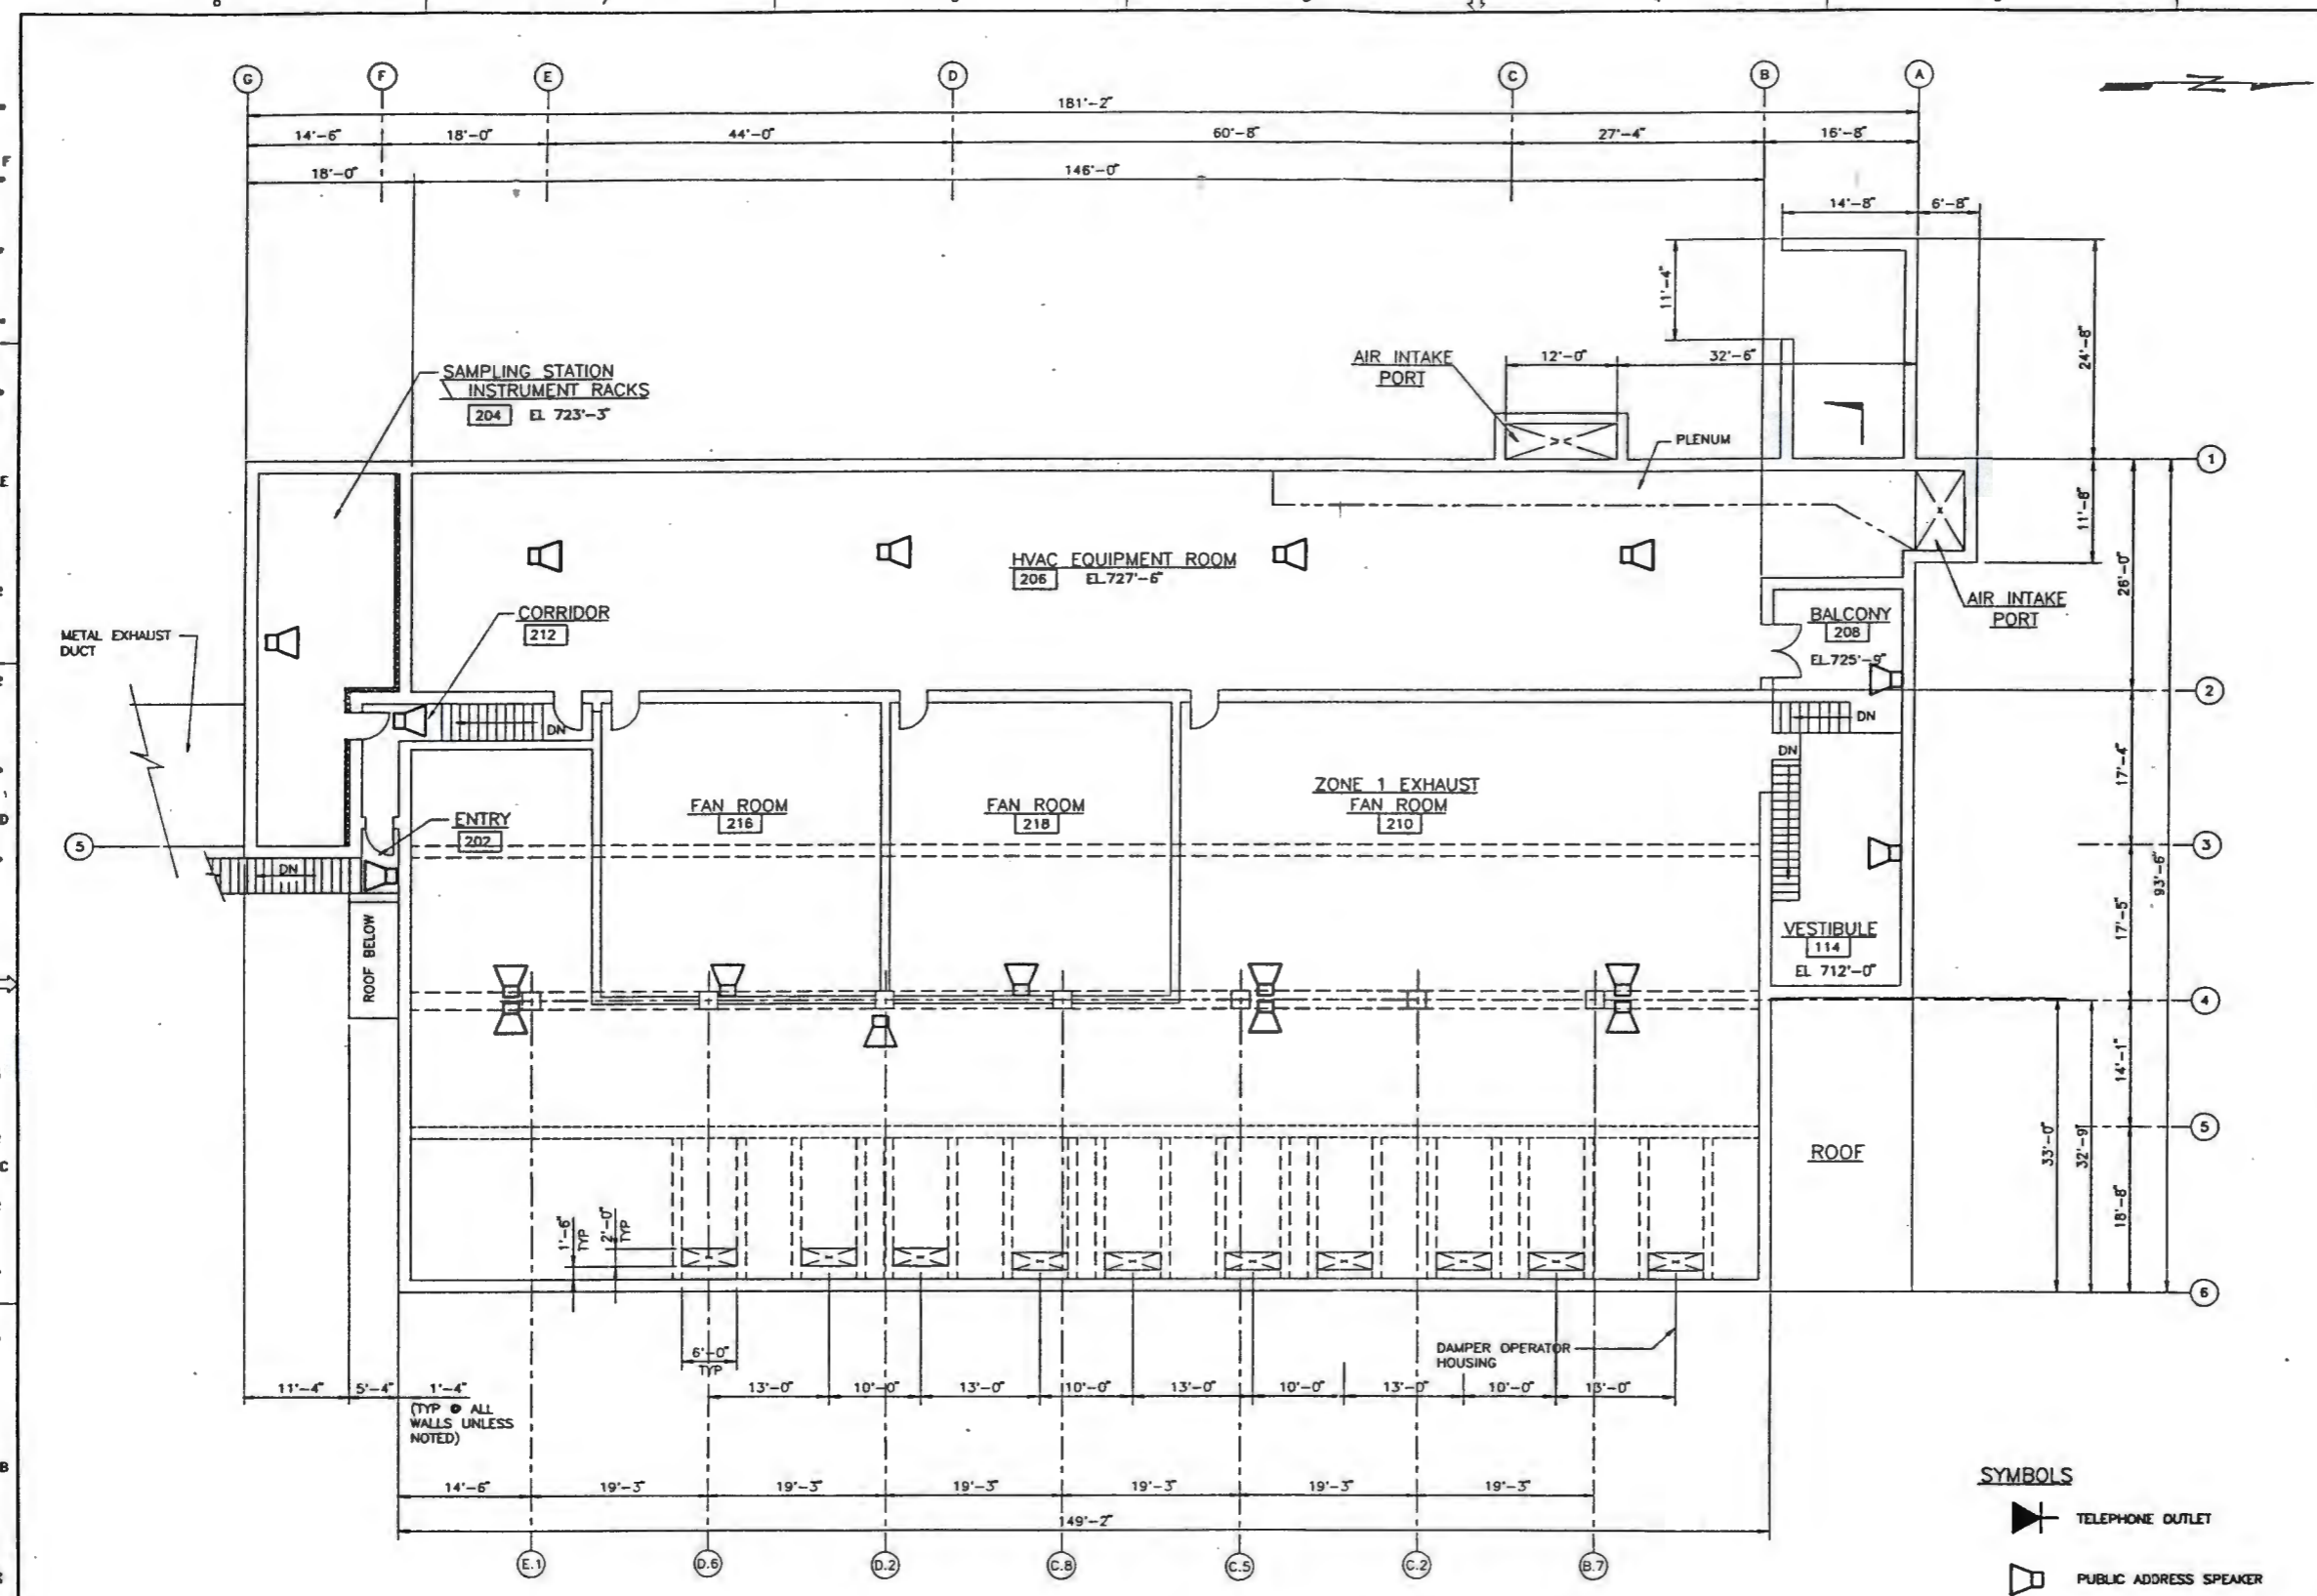 G
F
E
D
C
B
A
181'-2"
14'-6"
18'-0"
44'-0"
60'-8"
27'-4"
16'-8"
18'-0"
146'-0"
14'-8"
6'-8"
N
11'-4"
24'-8"
SAMPLING STATION
INSTRUMENT RACKS
204 EL 723'-3"
AIR INTAKE
PORT
12'-0"
32'-6"
PLENUM
1
11'-8"
HVAC EQUIPMENT ROOM
206 EL.727'-6"
26'-0"
AIR INTAKE
PORT
CORRIDOR
212
BALCONY
208
EL.725'-9"
METAL EXHAUST
DUCT
2
DN
DN
DN
17'-4"
ZONE 1 EXHAUST
FAN ROOM
210
FAN ROOM
216
FAN ROOM
218
ENTRY
202
5
3
93'-6"
DN
17'-5"
ROOF BELOW
VESTIBULE
114
EL 712'-0"
4
14'-1"
5
ROOF
33'-0"
32'-9"
18'-8"
1'-6"
TYP
2'-0"
TYP
6
6'-0"
TYP
DAMPER OPERATOR
HOUSING
11'-4"
5'-4"
1'-4"
(TYP @ ALL
WALLS UNLESS
NOTED)
13'-0"
10'-0"
13'-0"
10'-0"
13'-0"
10'-0"
13'-0"
10'-0"
13'-0"
14'-6"
19'-3"
19'-3"
19'-3"
19'-3"
19'-3"
19'-3"
149'-2"
E.1
D.6
D.2
C.8
C.5
C.2
B.7
SYMBOLS
TELEPHONE OUTLET
PUBLIC ADDRESS SPEAKER
F
E
D
C
B